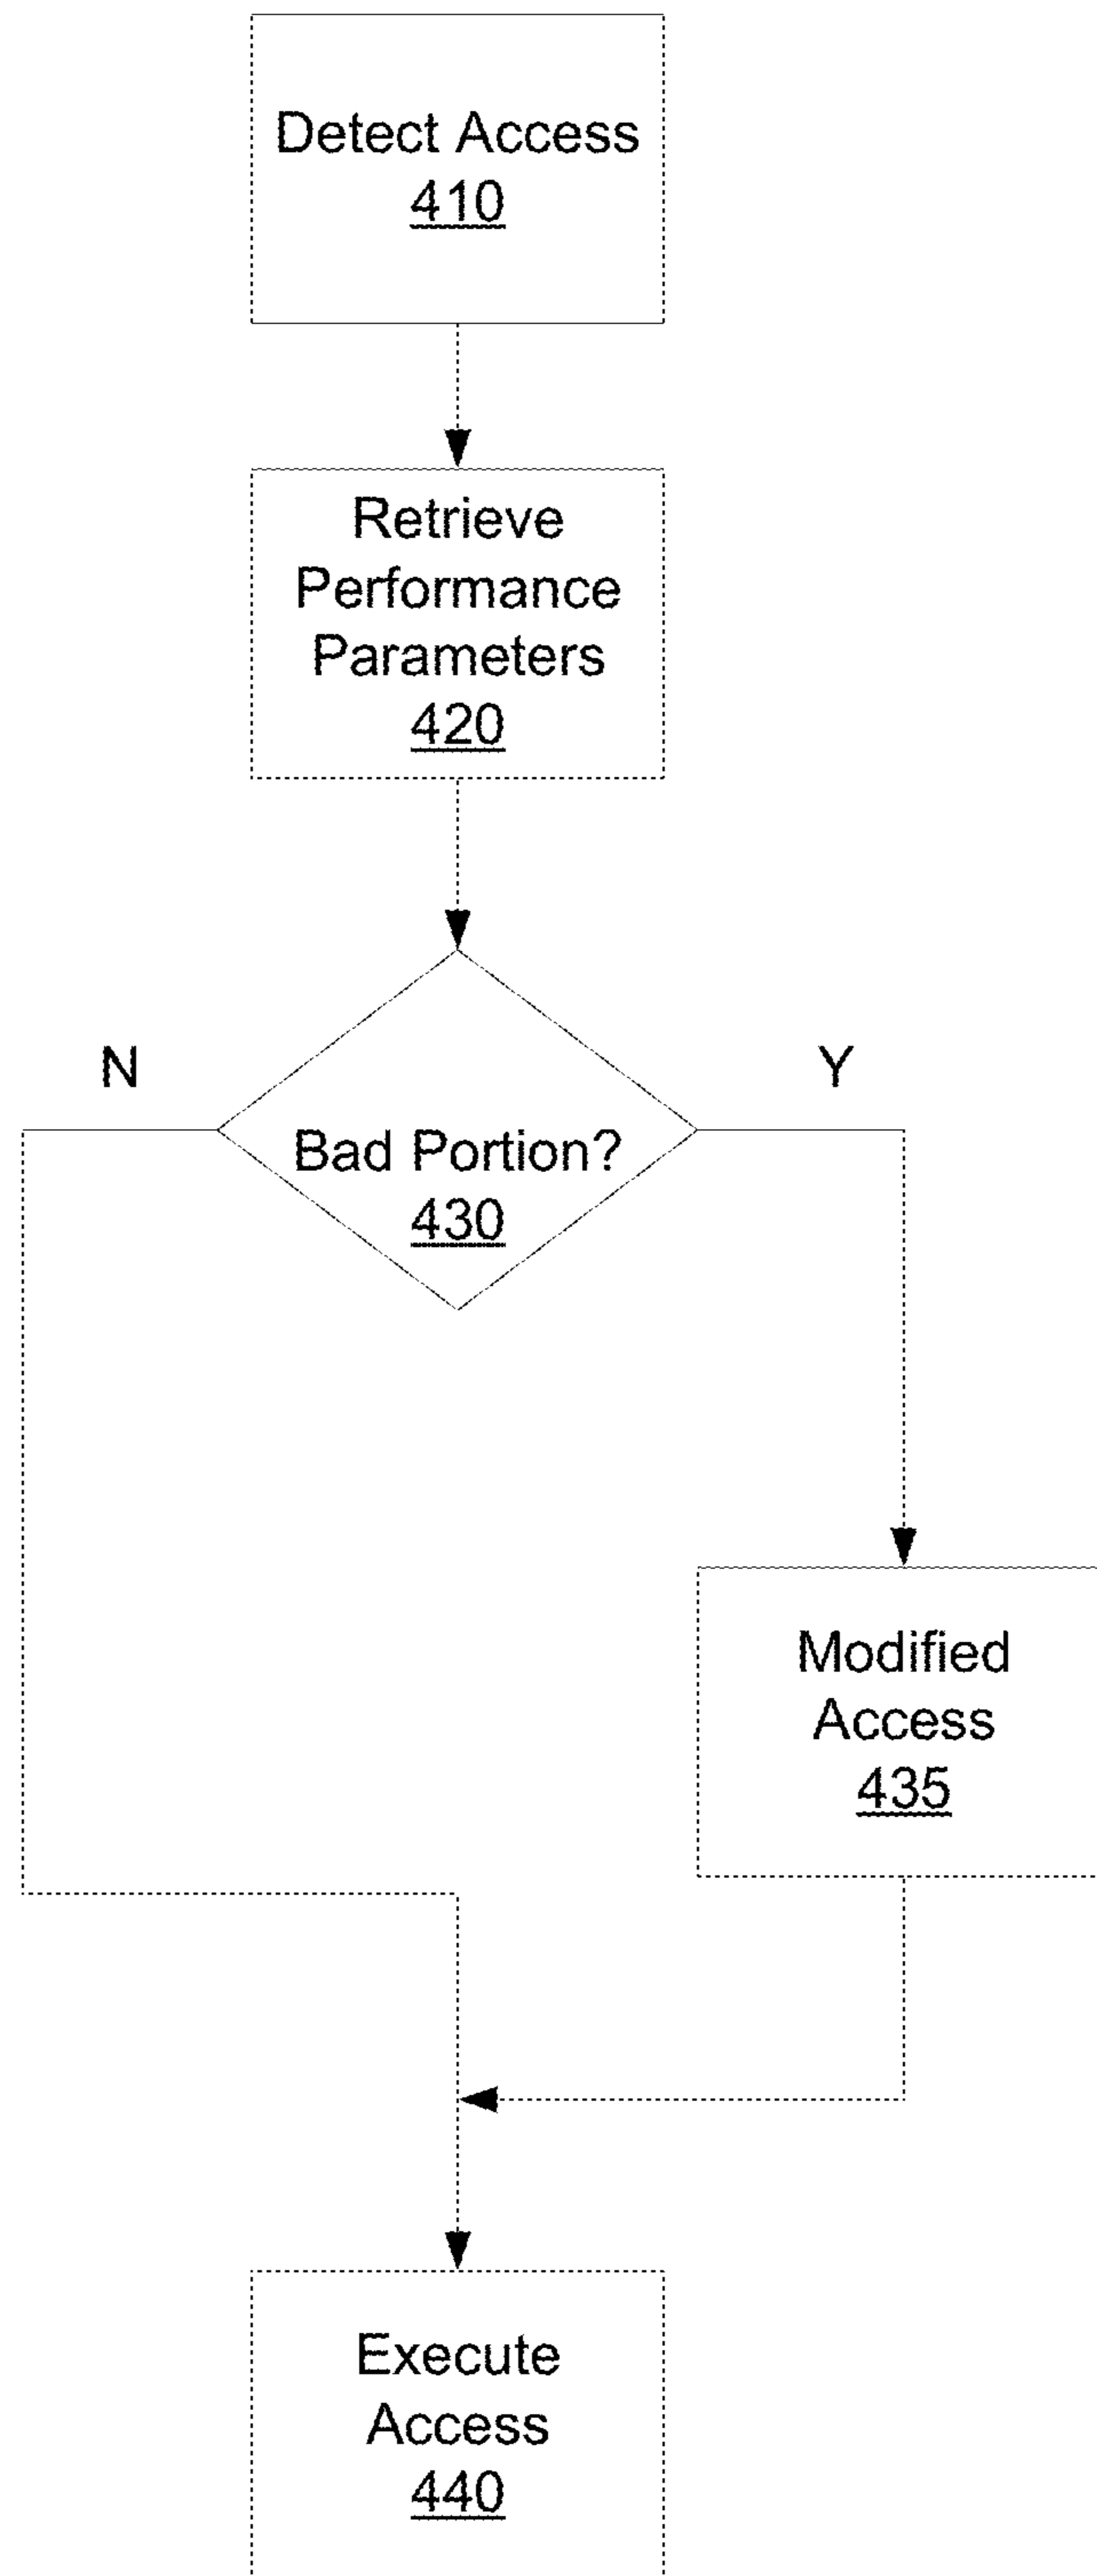 Detect Access
410
Retrieve
Performance
Parameters
420
N
Y
Bad Portion?
430
Modified
Access
435
Execute
Access
440